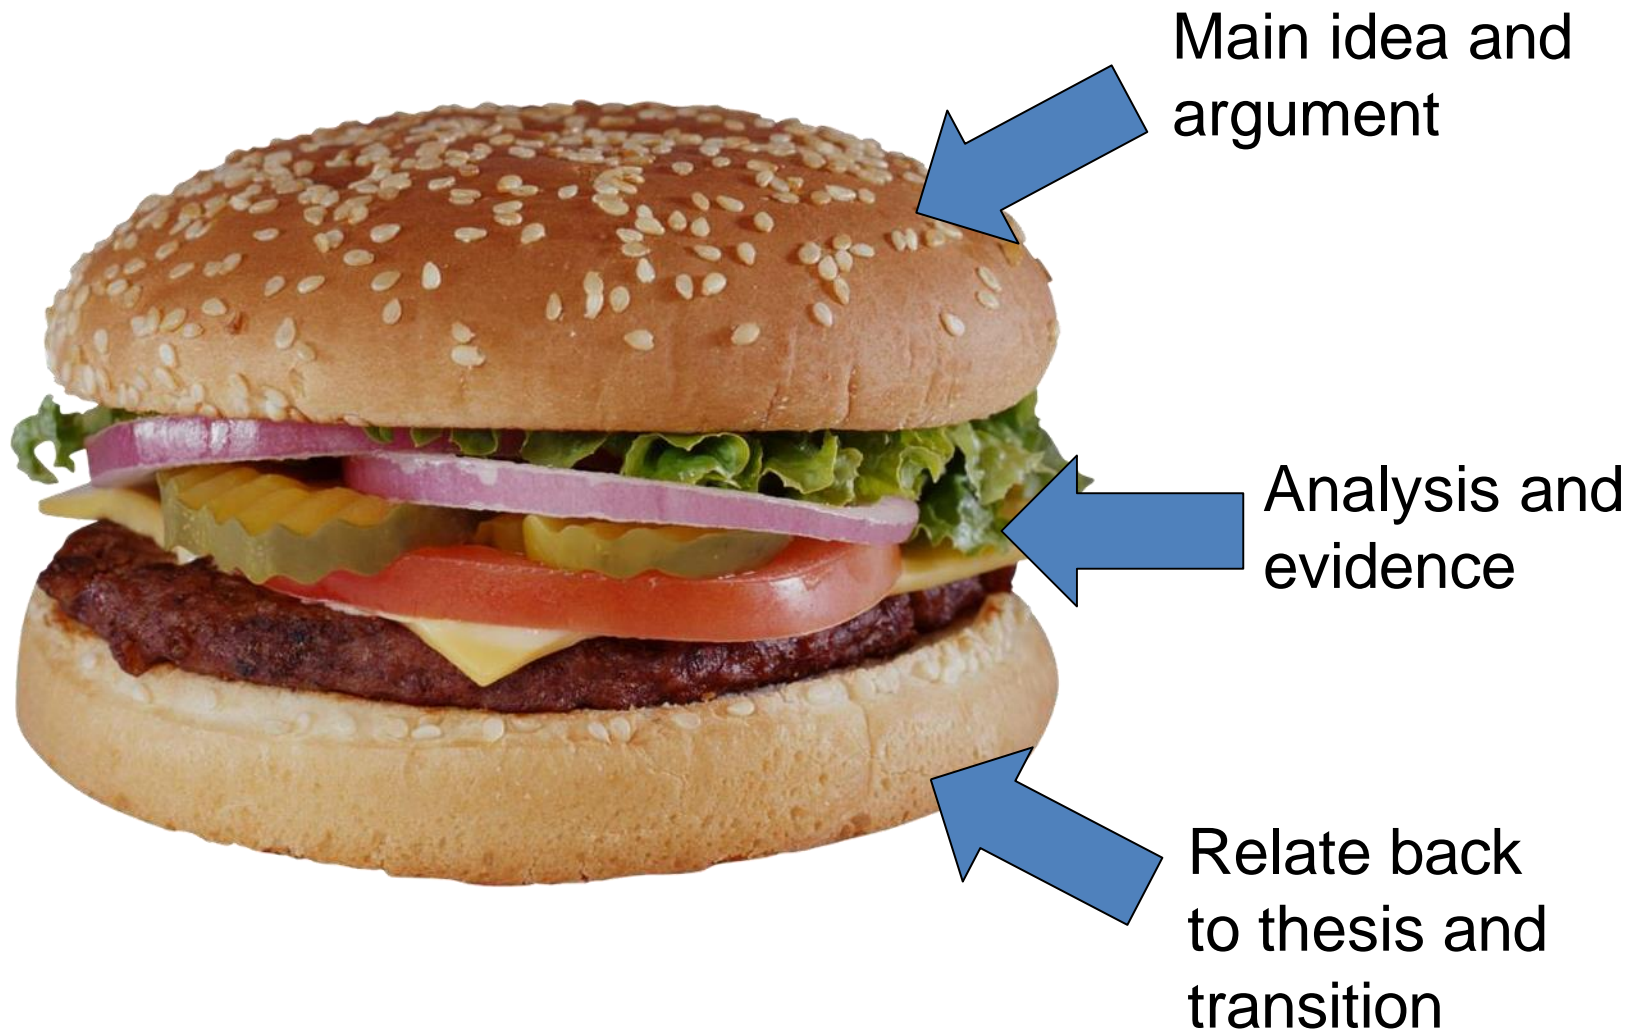 Main idea and
argument
Analysis and
evidence
Relate back
to thesis and
transition